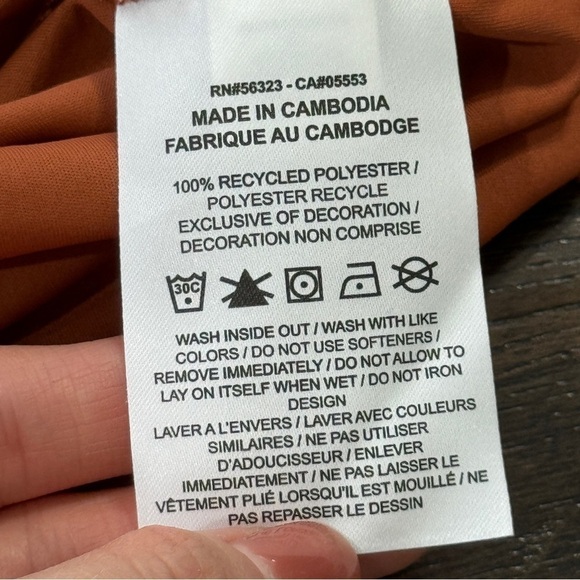 RN#56323 - CA#05553
MADE IN CAMBODIA
FABRIQUE AU CAMBODGE
100% RECYCLED POLYESTER /
POLYESTER RECYCLE
EXCLUSIVE OF DECORATION /
DECORATION NON COMPRISE
30C
WASH INSIDE OUT / WASH WITH LIKE
COLORS / DO NOT USE SOFTENERS /
REMOVE IMMEDIATELY / DO NOT ALLOW TO
LAY ON ITSELF WHEN WET / DO NOT IRON
DESIGN
LAVER A L'ENVERS / LAVER AVEC COULEURS
SIMILAIRES / NE PAS UTILISER
D'ADOUCISSEUR / ENLEVER
IMMEDIATEMENT / NE PAS LAISSER LE
VÊTEMENT PLIÉ LORSQU'IL EST MOUILLÉ / NE
PAS REPASSER LE DESSIN